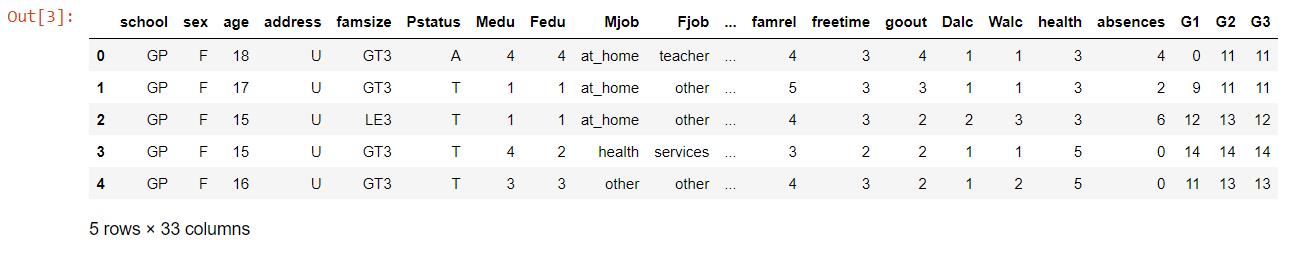 Out[3]:
school sex age address famsize Pstatus Medu Fedu Mjob Fjob ... famrel freetime goout Dalc Walc health absences G1 G2 G3
0 GP F 18 U GT3 A 4 4 at_home teacher ... 4 3 4 1 1 3 4 0 11 11
1 GP F 17 U GT3 T 1 1 at_home other ... 5 3 3 1 1 3 2 9 11 11
2 GP F 15 U LE3 T 1 1 at_home other ... 4 3 2 2 3 3 6 12 13 12
3 GP F 15 U GT3 T 4 2 health services ... 3 2 2 1 1 5 0 14 14 14
4 GP F 16 U GT3 T 3 3 other other ... 4 3 2 1 2 5 0 11 13 13
5 rows × 33 columns